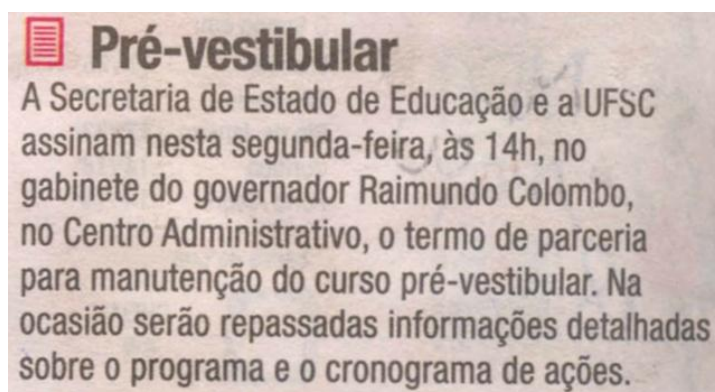 Pré-vestibular
A Secretaria de Estado de Educação e a UFSC
assinam nesta segunda-feira, às 14h, no
gabinete do governador Raimundo Colombo,
no Centro Administrativo, o termo de parceria
para manutenção do curso pré-vestibular. Na
ocasião serão repassadas informações detalhadas
sobre o programa e o cronograma de ações.